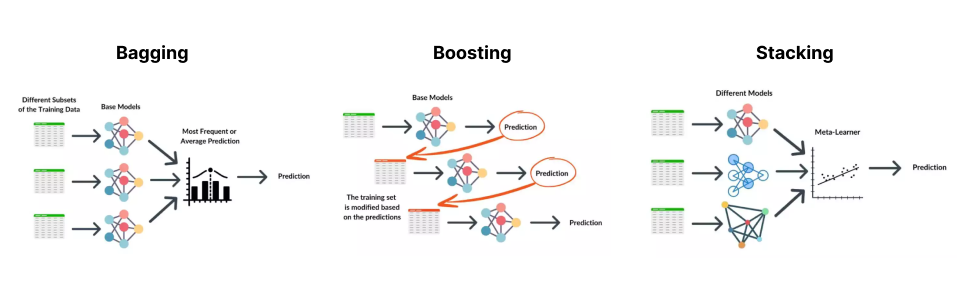 Bagging
Different Subsets
of the Training Data
Base Models
Most Frequent or
Average Prediction
Prediction
Boosting
Base Models
Prediction
Prediction
The training set
is modified based
on the predictions
Prediction
Stacking
Different Models
Meta-Learner
Prediction